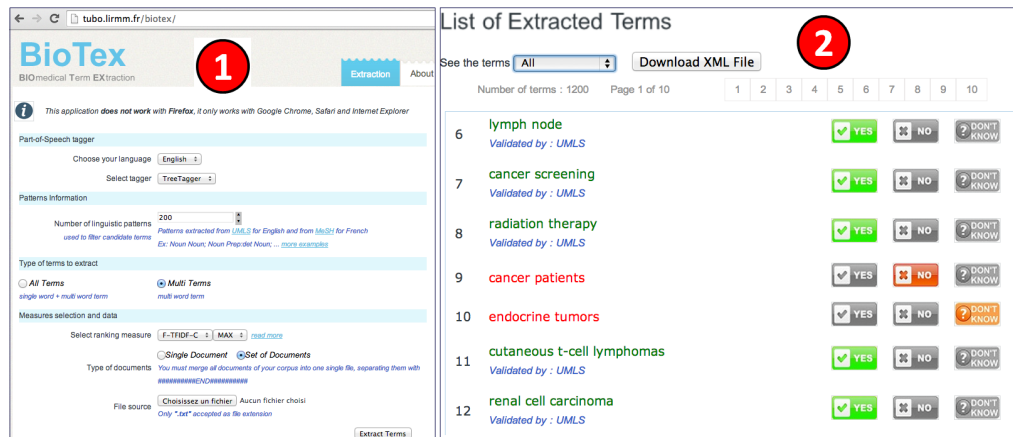 tubo.lirmm.fr/biotex/
BioTex
BIOmedical Term EXtraction
1
Extraction
About
i
This application does not work with Firefox, it only works with Google Chrome, Safari and Internet Explorer
Part-of-Speech tagger
Choose your language English
Select tagger TreeTagger
Patterns Information
Number of linguistic patterns 200
used to filter candidate terms
Patterns extracted from UMLS for English and from MeSH for French
Ex: Noun Noun; Noun Prep:det Noun; ... more examples
Type of terms to extract
All Terms Multi Terms
single word + multi word term multi word term
Measures selection and data
Select ranking measure F-TFIDF-C MAX read more
Single Document Set of Documents
Type of documents You must merge all documents of your corpus into one single file, separating them with
##########END##########
File source Choisissez un fichier Aucun fichier choisi
Only ".txt" accepted as file extension
Extract Terms
List of Extracted Terms
2
See the terms All Download XML File
Number of terms : 1200 Page 1 of 10 1 2 3 4 5 6 7 8 9 10
6 lymph node YES NO ? DON'T KNOW
Validated by : UMLS
7 cancer screening YES NO ? DON'T KNOW
Validated by : UMLS
8 radiation therapy YES NO ? DON'T KNOW
Validated by : UMLS
9 cancer patients YES NO ? DON'T KNOW
10 endocrine tumors YES NO ? DON'T KNOW
11 cutaneous t-cell lymphomas YES NO ? DON'T KNOW
Validated by : UMLS
12 renal cell carcinoma YES NO ? DON'T KNOW
Validated by : UMLS